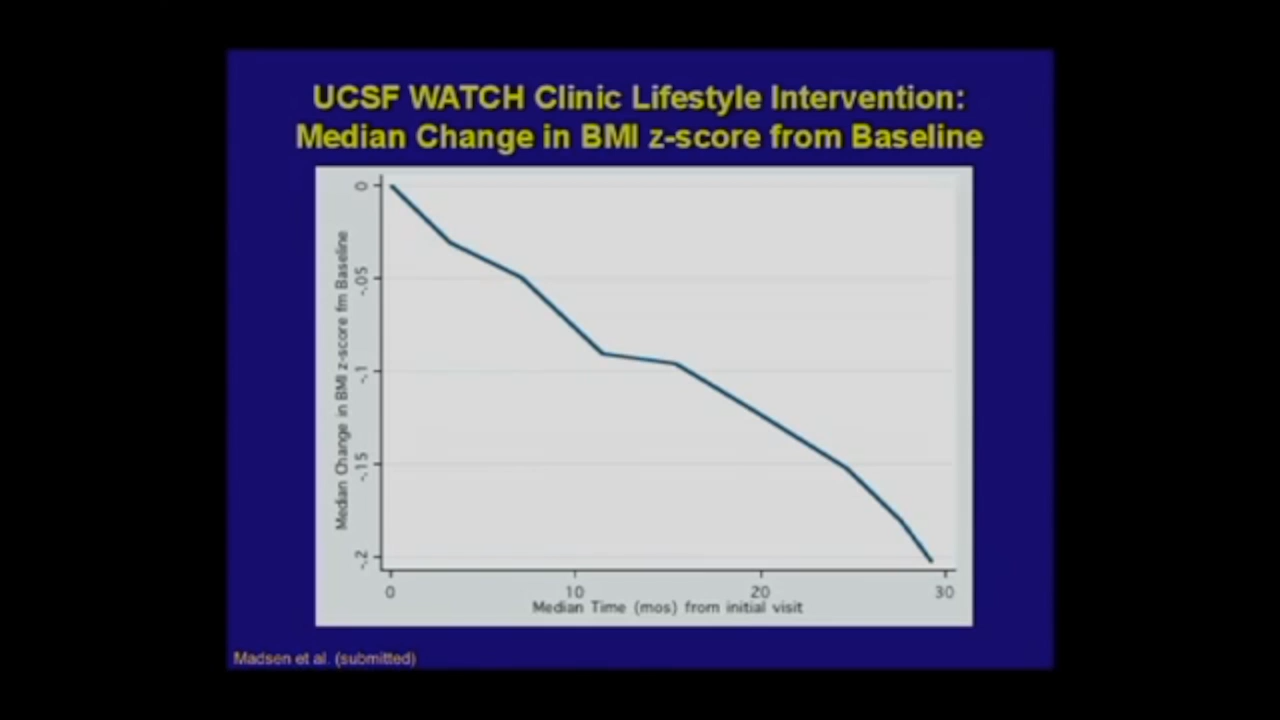 UCSF WATCH Clinic Lifestyle Intervention:
Median Change in BMI z-score from Baseline
Median Change in BMI z-score fm Baseline
0
-.05
-.1
-.15
-.2
0 10 20 30
Median Time (mos) from initial visit
Madsen et al. (submitted)